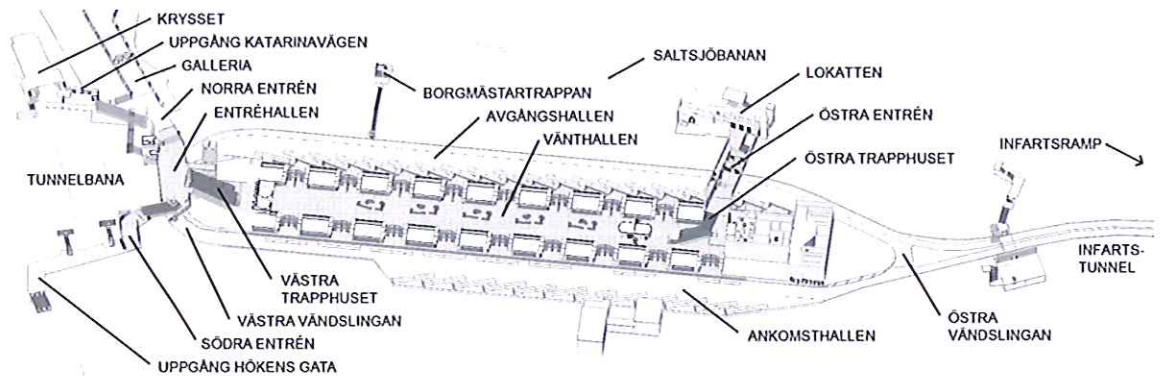 KRYSSET
UPPGÅNG KATARINAVÄGEN
GALLERIA
NORRA ENTRÉN
ENTRÉHALLEN
TUNNELBANA
BORGMÄSTARTRAPPAN
AVGÅNGSHALLEN
VÄNTHALLEN
SALTSJÖBANAN
LOKATTEN
ÖSTRA ENTRÉN
ÖSTRA TRAPPHUSET
INFARTSRAMP
INFARTS-
TUNNEL
VÄSTRA
TRAPPHUSET
VÄSTRA VÄNDSLINGAN
SÖDRA ENTRÉN
UPPGÅNG HÖKENS GATA
ANKOMSTHALLEN
ÖSTRA
VÄNDSLINGAN